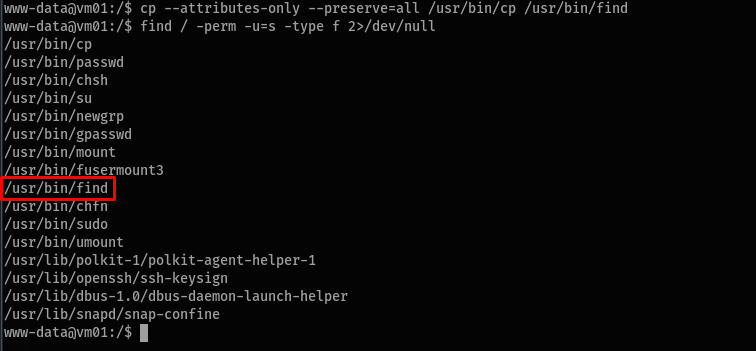 www-data@vm01:/$ cp --attributes-only --preserve=all /usr/bin/cp /usr/bin/find
www-data@vm01:/$ find / -perm -u=s -type f 2>/dev/null
/usr/bin/cp
/usr/bin/passwd
/usr/bin/chsh
/usr/bin/su
/usr/bin/newgrp
/usr/bin/gpasswd
/usr/bin/mount
/usr/bin/fusermount3
/usr/bin/find
/usr/bin/chfn
/usr/bin/sudo
/usr/bin/umount
/usr/lib/polkit-1/polkit-agent-helper-1
/usr/lib/openssh/ssh-keysign
/usr/lib/dbus-1.0/dbus-daemon-launch-helper
/usr/lib/snapd/snap-confine
www-data@vm01:/$